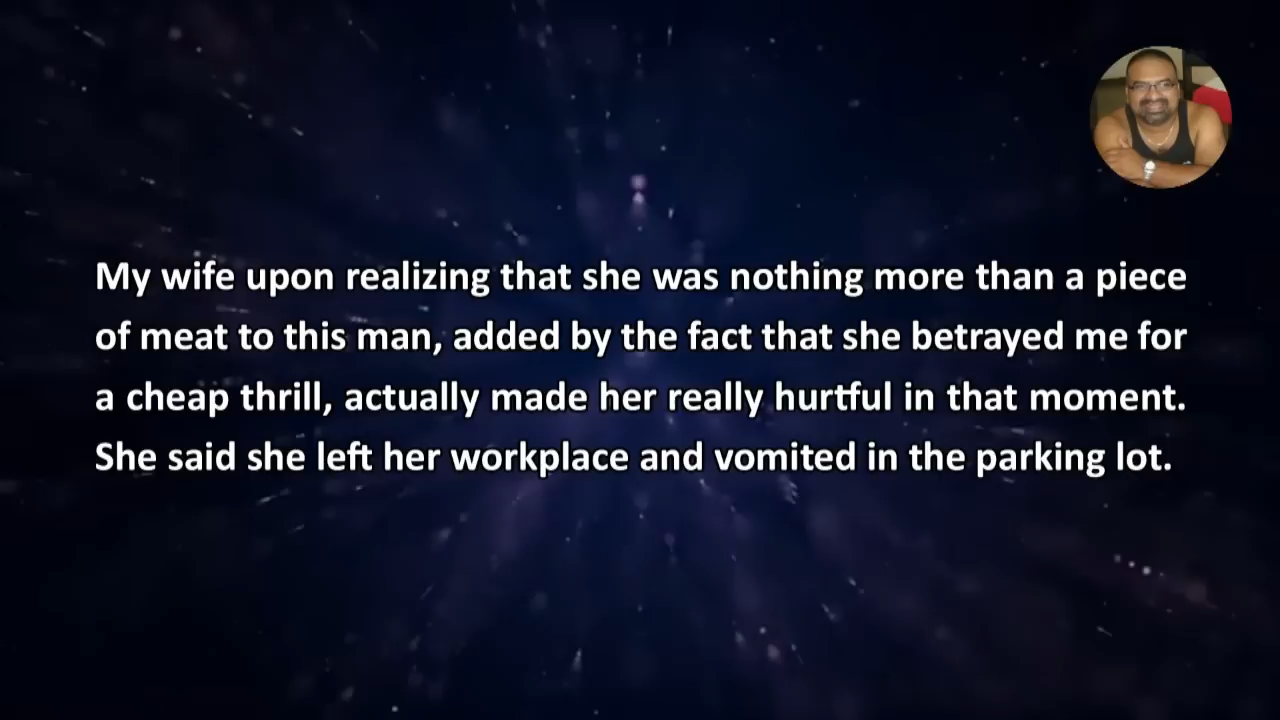 My wife upon realizing that she was nothing more than a piece
of meat to this man, added by the fact that she betrayed me for
a cheap thrill, actually made her really hurtful in that moment.
She said she left her workplace and vomited in the parking lot.